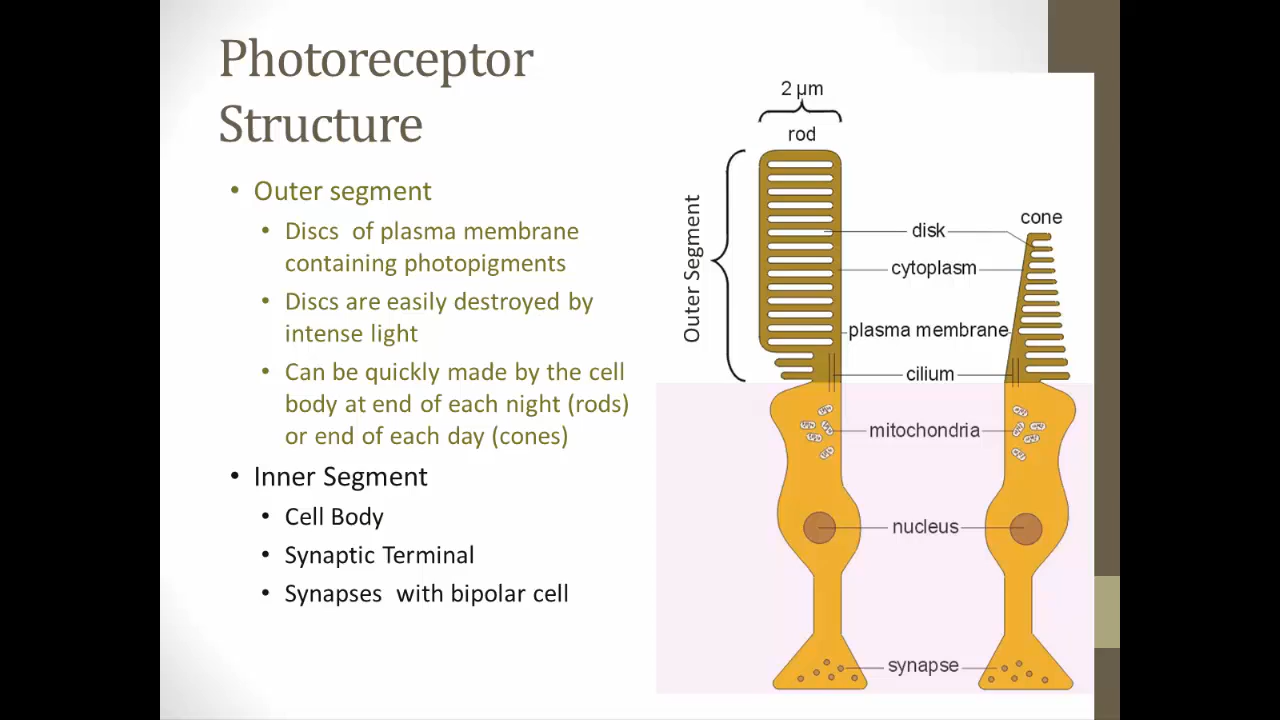 Photoreceptor
Structure
• Outer segment
• Discs of plasma membrane
containing photopigments
• Discs are easily destroyed by
intense light
• Can be quickly made by the cell
body at end of each night (rods)
or end of each day (cones)
• Inner Segment
• Cell Body
• Synaptic Terminal
• Synapses with bipolar cell
2 µm
rod
Outer Segment
cone
disk
cytoplasm
plasma membrane
cilium
mitochondria
nucleus
synapse